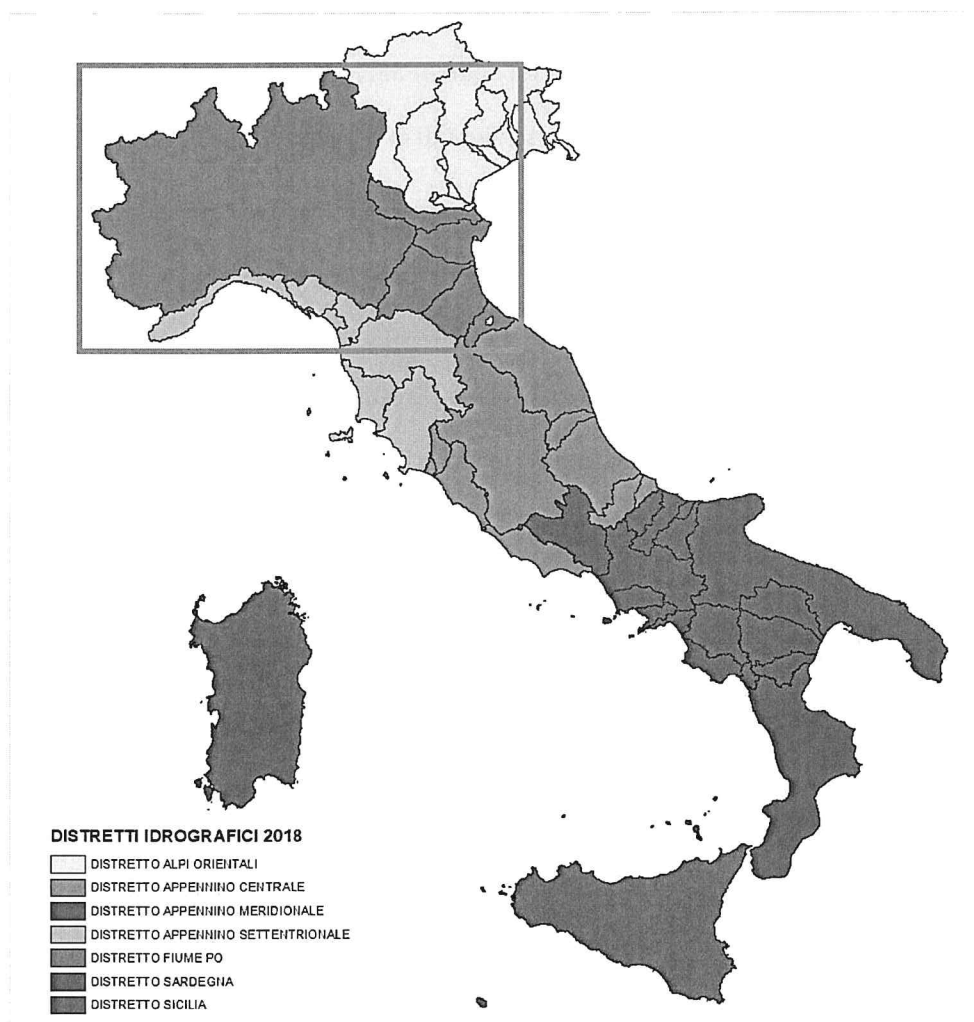 DISTRETTI IDROGRAFICI 2018
DISTRETTO ALPI ORIENTALI
DISTRETTO APPENNINO CENTRALE
DISTRETTO APPENNINO MERIDIONALE
DISTRETTO APPENNINO SETTENTRIONALE
DISTRETTO FIUME PO
DISTRETTO SARDEGNA
DISTRETTO SICILIA